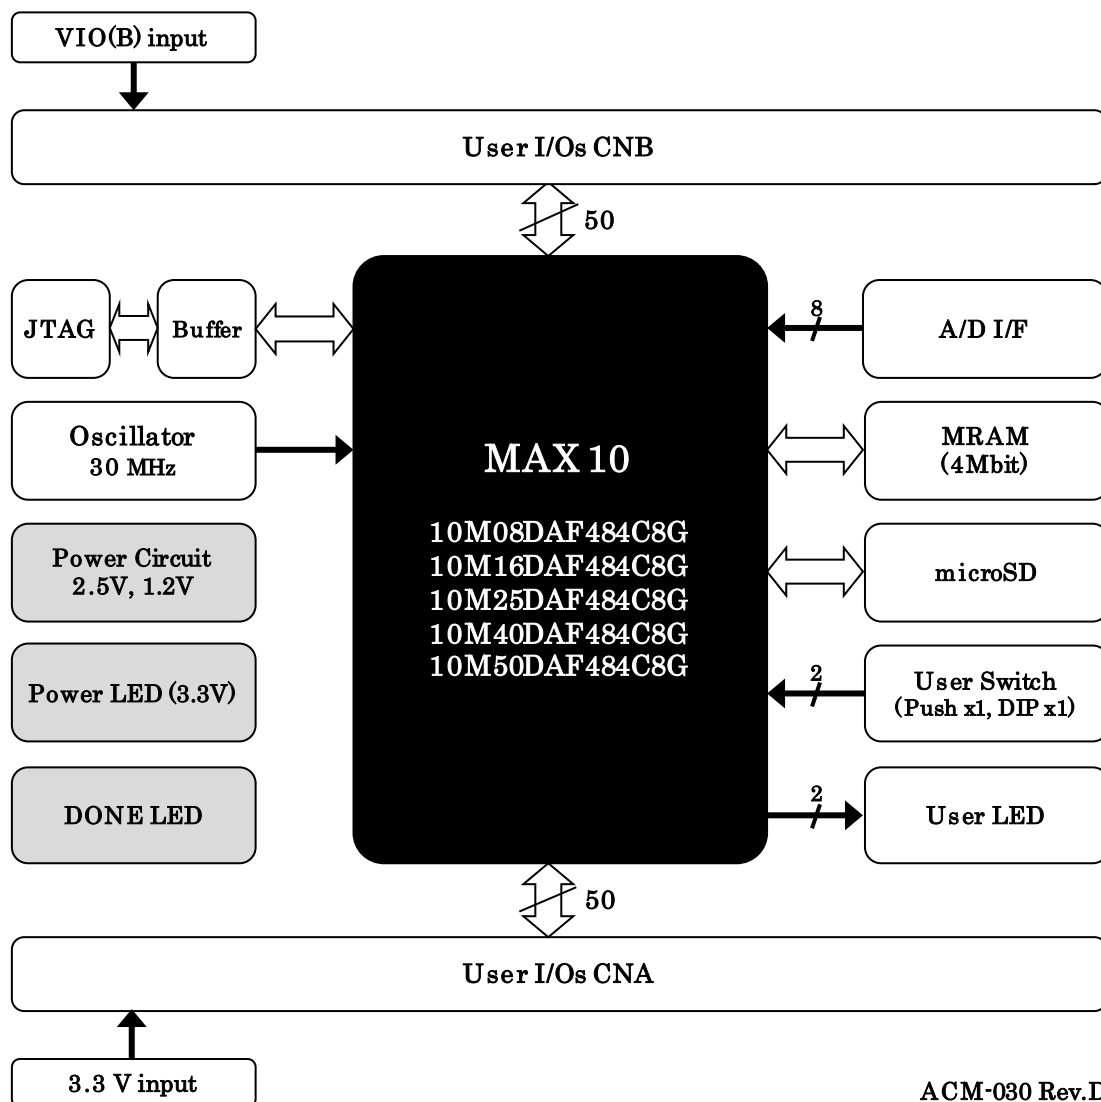 VIO(B) input
User I/Os CNB
50
JTAG
Buffer
8
A/D I/F
Oscillator
30 MHz
MAX 10
MRAM
(4Mbit)
10M08DAF484C8G
10M16DAF484C8G
10M25DAF484C8G
10M40DAF484C8G
10M50DAF484C8G
Power Circuit
2.5V, 1.2V
microSD
Power LED (3.3V)
2
User Switch
(Push x1, DIP x1)
DONE LED
2
User LED
50
User I/Os CNA
3.3 V input
ACM-030 Rev.D